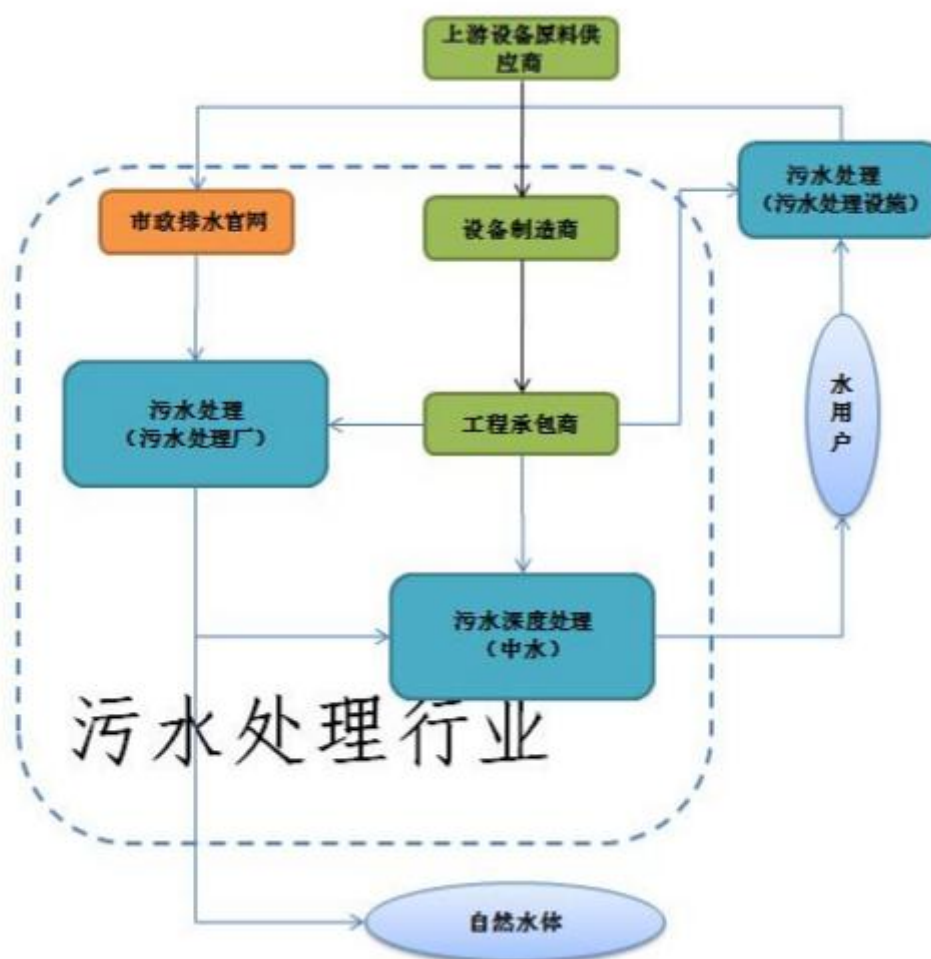 上游设备原料供
应商
污水处理
（污水处理设施）
市政排水官网
设备制造商
水
用
户
污水处理
（污水处理厂）
工程承包商
污水深度处理
（中水）
污水处理行业
自然水体